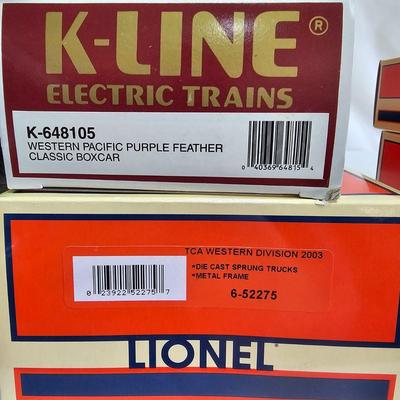 K-LINE®
ELECTRIC TRAINS
K-648105
WESTERN PACIFIC PURPLE FEATHER
CLASSIC BOXCAR
0 40369 64815 4
TCA WESTERN DIVISION 2003
*DIE CAST SPRUNG TRUCKS
*METAL FRAME
0 23922 52275 7
6-52275
LIONEL